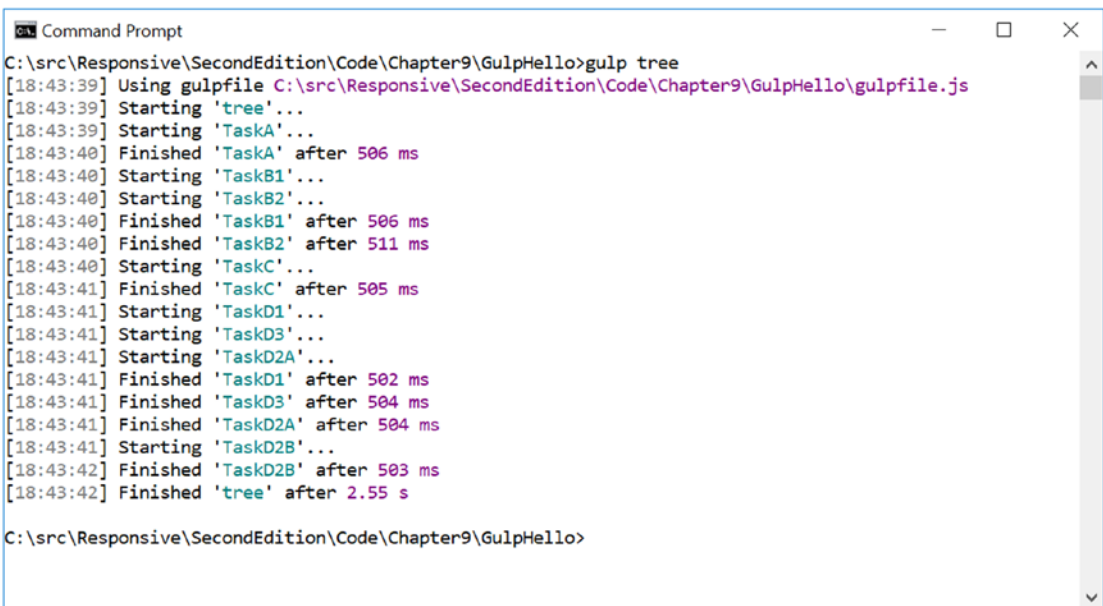 Command Prompt
C:\src\Responsive\SecondEdition\Code\Chapter9\GulpHello>gulp tree
[18:43:39] Using gulpfile C:\src\Responsive\SecondEdition\Code\Chapter9\GulpHello\gulpfile.js
[18:43:39] Starting 'tree'...
[18:43:39] Starting 'TaskA'...
[18:43:40] Finished 'TaskA' after 506 ms
[18:43:40] Starting 'TaskB1'...
[18:43:40] Starting 'TaskB2'...
[18:43:40] Finished 'TaskB1' after 506 ms
[18:43:40] Finished 'TaskB2' after 511 ms
[18:43:40] Starting 'TaskC'...
[18:43:41] Finished 'TaskC' after 505 ms
[18:43:41] Starting 'TaskD1'...
[18:43:41] Starting 'TaskD3'...
[18:43:41] Starting 'TaskD2A'...
[18:43:41] Finished 'TaskD1' after 502 ms
[18:43:41] Finished 'TaskD3' after 504 ms
[18:43:41] Finished 'TaskD2A' after 504 ms
[18:43:41] Starting 'TaskD2B'...
[18:43:42] Finished 'TaskD2B' after 503 ms
[18:43:42] Finished 'tree' after 2.55 s
C:\src\Responsive\SecondEdition\Code\Chapter9\GulpHello>